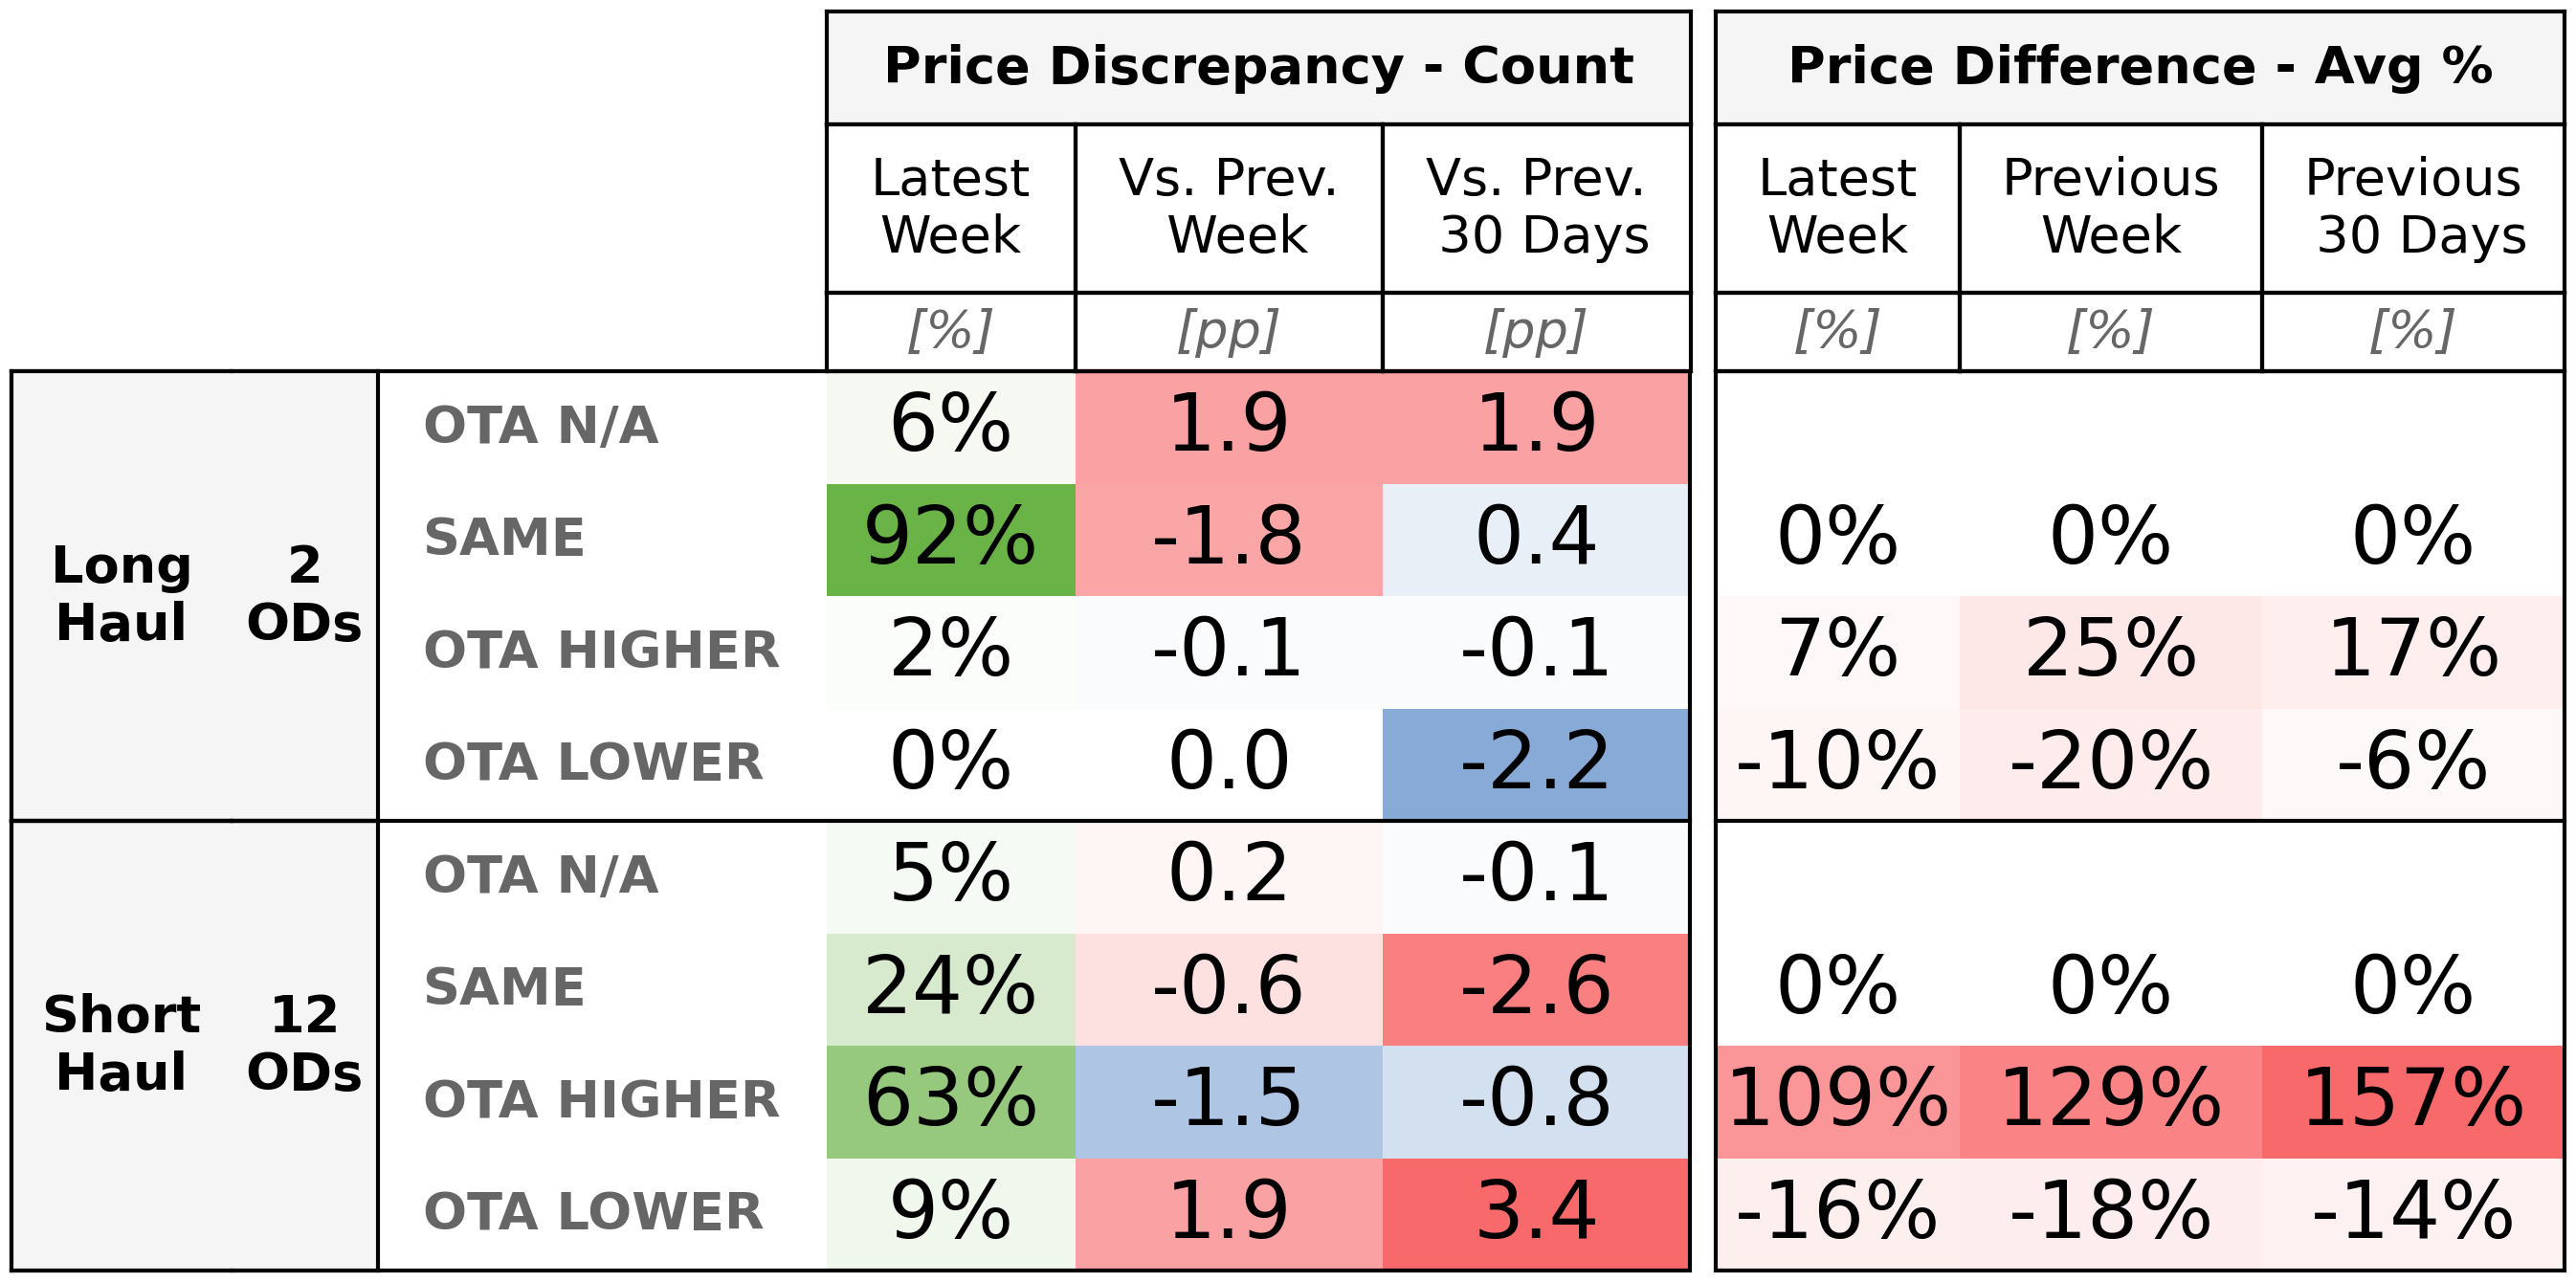 Price Discrepancy - Count Price Difference - Avg %
Latest Week Vs. Prev. Week Vs. Prev. 30 Days Latest Week Previous Week Previous 30 Days
[%] [pp] [pp] [%] [%] [%]
Long Haul 2 ODs
OTA N/A 6% 1.9 1.9
SAME 92% -1.8 0.4 0% 0% 0%
OTA HIGHER 2% -0.1 -0.1 7% 25% 17%
OTA LOWER 0% 0.0 -2.2 -10% -20% -6%
Short Haul 12 ODs
OTA N/A 5% 0.2 -0.1
SAME 24% -0.6 -2.6 0% 0% 0%
OTA HIGHER 63% -1.5 -0.8 109% 129% 157%
OTA LOWER 9% 1.9 3.4 -16% -18% -14%